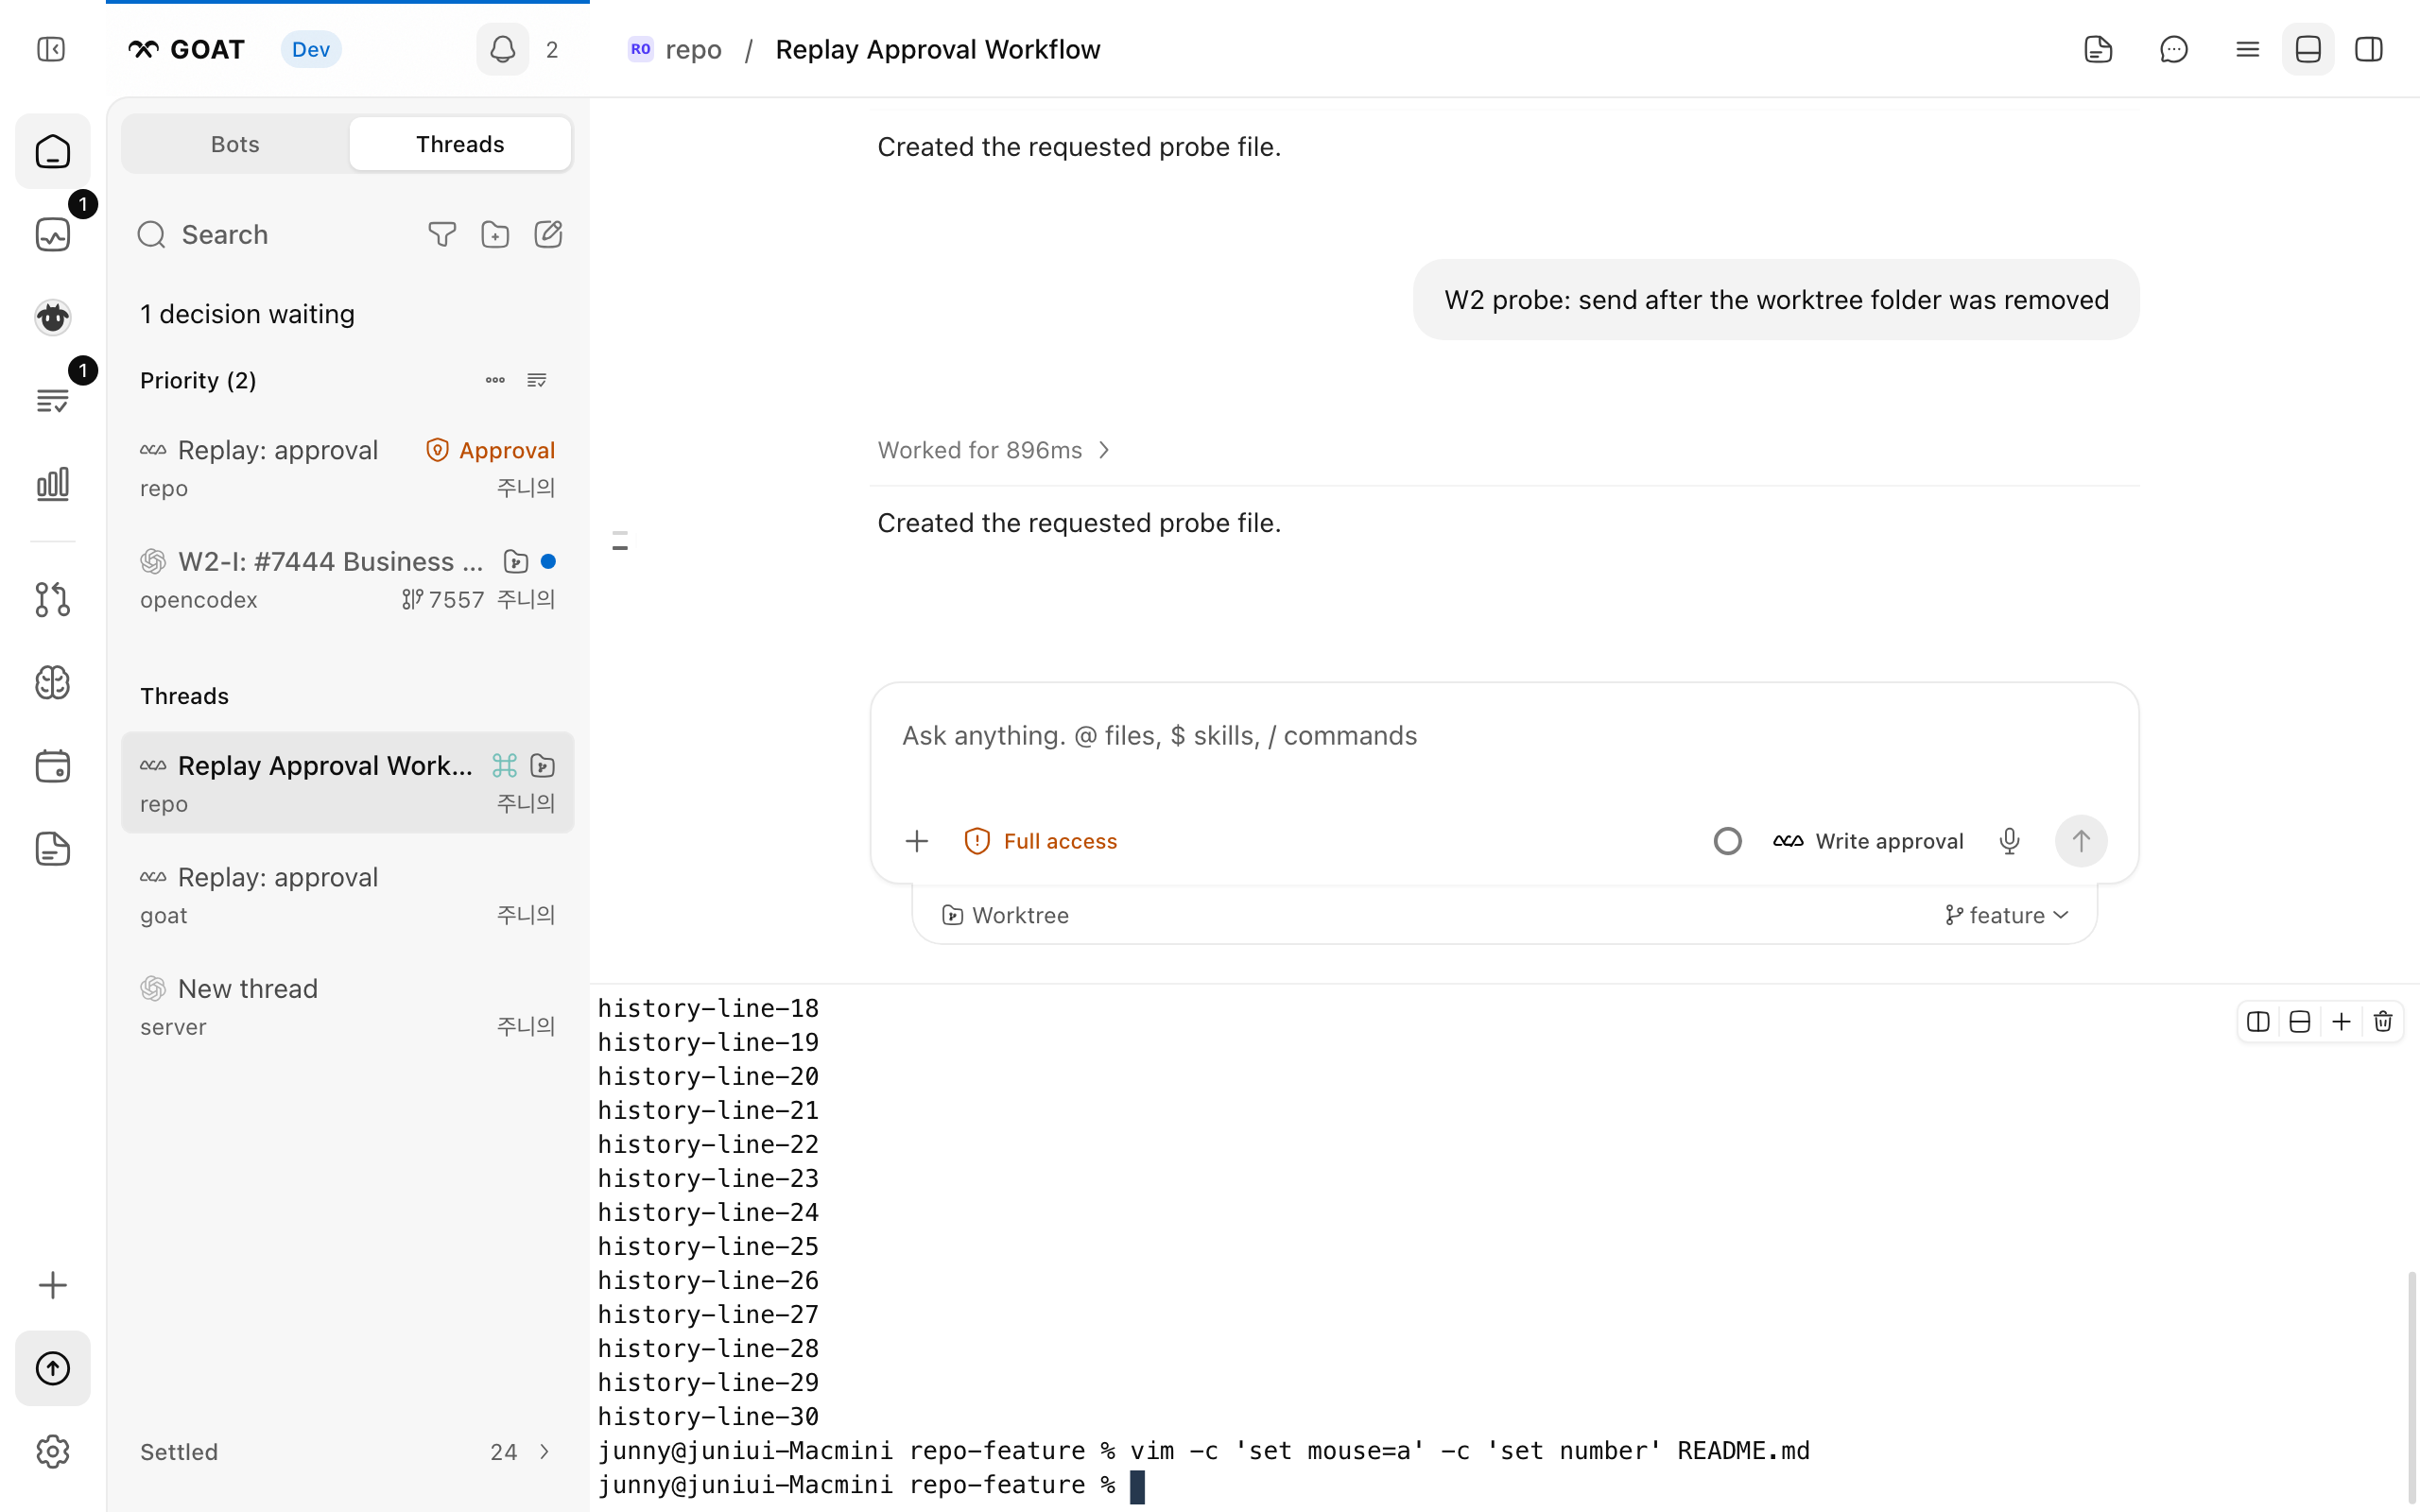 GOAT
Dev
2
RO repo / Replay Approval Workflow
Bots
Threads
1
Search
1 decision waiting
1
Priority (2)
Replay: approval
Approval
repo
주니의
W2-I: #7444 Business ...
opencodex
7557
주니의
Threads
Replay Approval Work...
repo
주니의
Replay: approval
goat
주니의
New thread
server
주니의
Settled
24
Created the requested probe file.
W2 probe: send after the worktree folder was removed
Worked for 896ms
Created the requested probe file.
Ask anything. @ files, $ skills, / commands
Full access
Write approval
Worktree
feature
history-line-18
history-line-19
history-line-20
history-line-21
history-line-22
history-line-23
history-line-24
history-line-25
history-line-26
history-line-27
history-line-28
history-line-29
history-line-30
junny@juniui-Macmini repo-feature % vim -c 'set mouse=a' -c 'set number' README.md
junny@juniui-Macmini repo-feature %